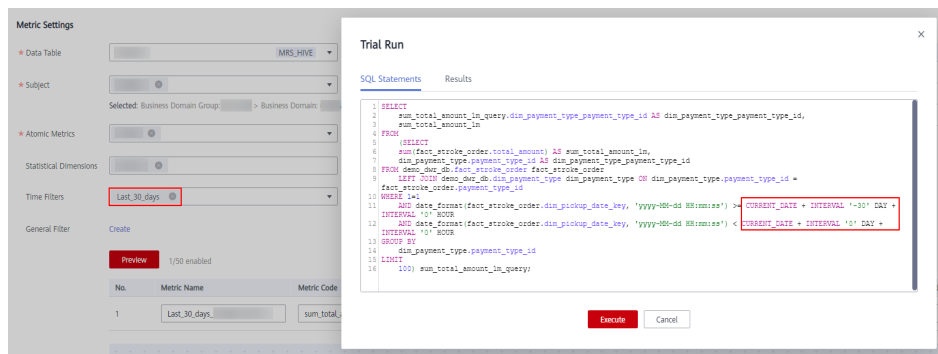 Metric Settings
* Data Table
MRS_HIVE
* Subject
Selected: Business Domain Group: > Business Domain:
* Atomic Metrics
Statistical Dimensions
Time Filters
Last_30_days
General Filter
Create
Preview
1/50 enabled
No. Metric Name Metric Code
1 Last_30_days_ sum_total_
Trial Run
SQL Statements Results
1 SELECT
2 sum_total_amount_lm_query.dim_payment_type_payment_type_id AS dim_payment_type_payment_type_id,
3 sum_total_amount_lm
4 FROM
5 (SELECT
6 sum(fact_stroke_order.total_amount) AS sum_total_amount_lm,
7 dim_payment_type.payment_type_id AS dim_payment_type_payment_type_id
8 FROM demo_dwr_db.fact_stroke_order fact_stroke_order
9 LEFT JOIN demo_dwr_db.dim_payment_type dim_payment_type ON dim_payment_type.payment_type_id =
fact_stroke_order.payment_type_id
10 WHERE 1=1
11 AND date_format(fact_stroke_order.dim_pickup_date_key, 'yyyy-MM-dd HH:mm:ss') >= CURRENT_DATE + INTERVAL '-30' DAY +
INTERVAL '0' HOUR
12 AND date_format(fact_stroke_order.dim_pickup_date_key, 'yyyy-MM-dd HH:mm:ss') < CURRENT_DATE + INTERVAL '0' DAY +
INTERVAL '0' HOUR
13 GROUP BY
14 dim_payment_type.payment_type_id
15 LIMIT
16 100) sum_total_amount_lm_query;
Execute
Cancel